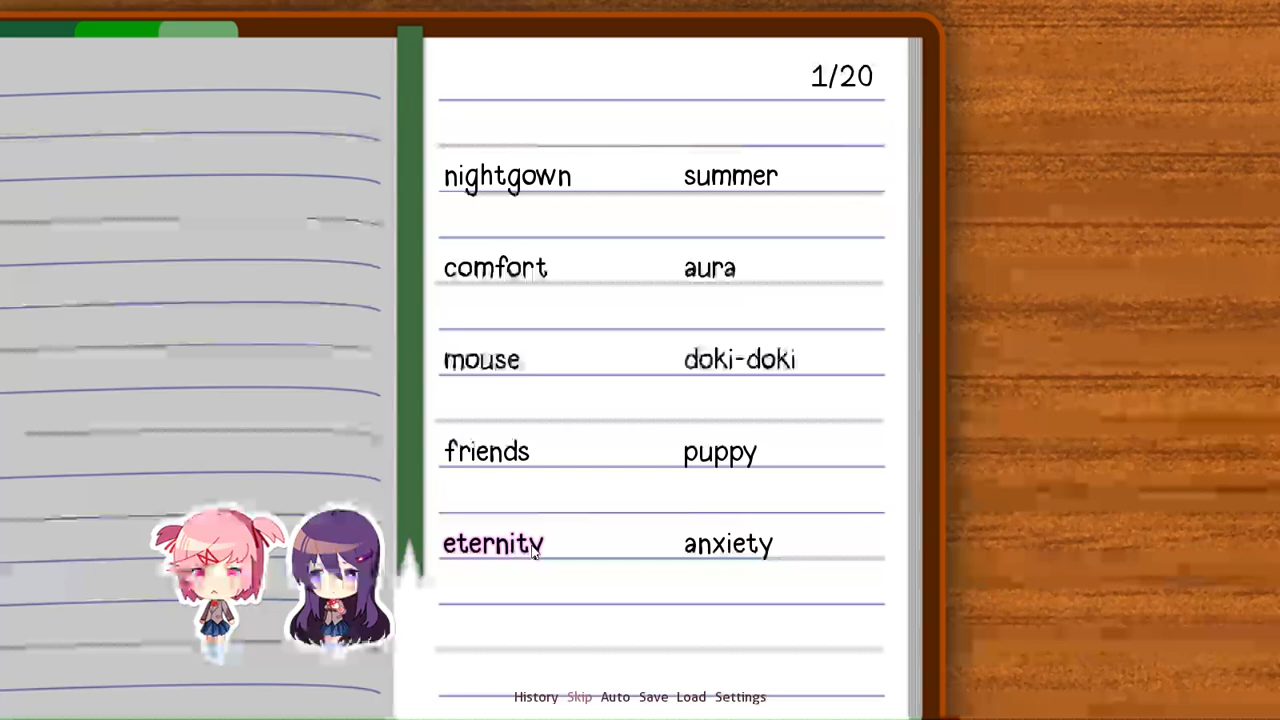 1/20
nightgown summer
comfort aura
mouse doki-doki
friends puppy
eternity anxiety
History Skip Auto Save Load Settings